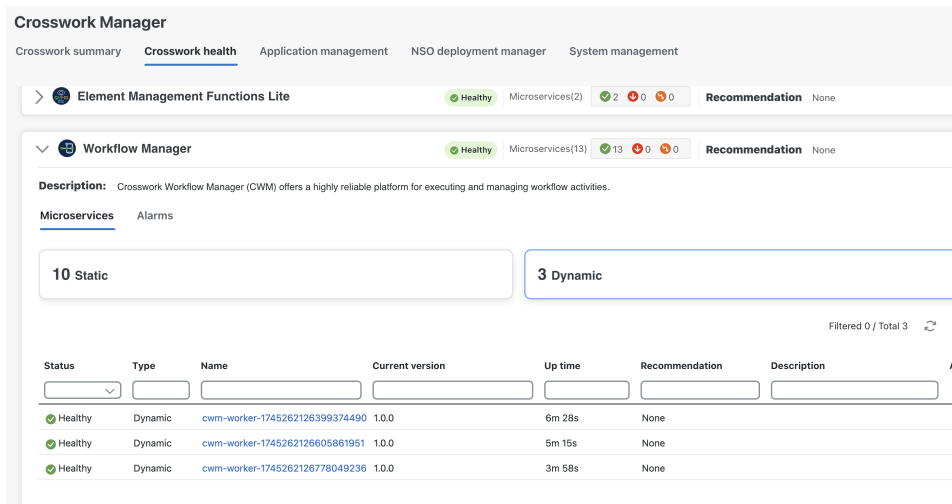 Crosswork Manager
Crosswork summary Crosswork health Application management NSO deployment manager System management
Element Management Functions Lite Healthy Microservices(2) 2 0 0 Recommendation None
Workflow Manager Healthy Microservices(13) 13 0 0 Recommendation None
Description: Crosswork Workflow Manager (CWM) offers a highly reliable platform for executing and managing workflow activities.
Microservices Alarms
10 Static 3 Dynamic
Filtered 0 / Total 3
Status Type Name Current version Up time Recommendation Description
Healthy Dynamic cwm-worker-1745262126399374490 1.0.0 6m 28s None
Healthy Dynamic cwm-worker-1745262126605861951 1.0.0 5m 15s None
Healthy Dynamic cwm-worker-1745262126778049236 1.0.0 3m 58s None